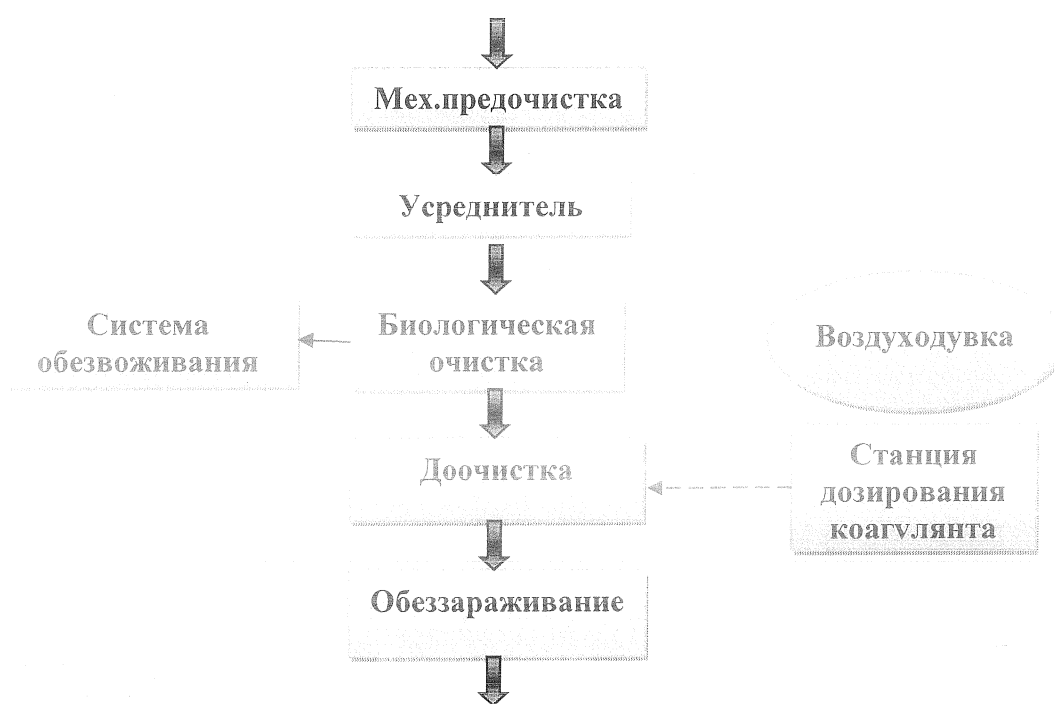 Мех.предочистка
Усреднитель
Система
обезвоживания
Биологическая
очистка
Воздуходувка
Доочистка
Станция
дозирования
коагулянта
Обеззараживание